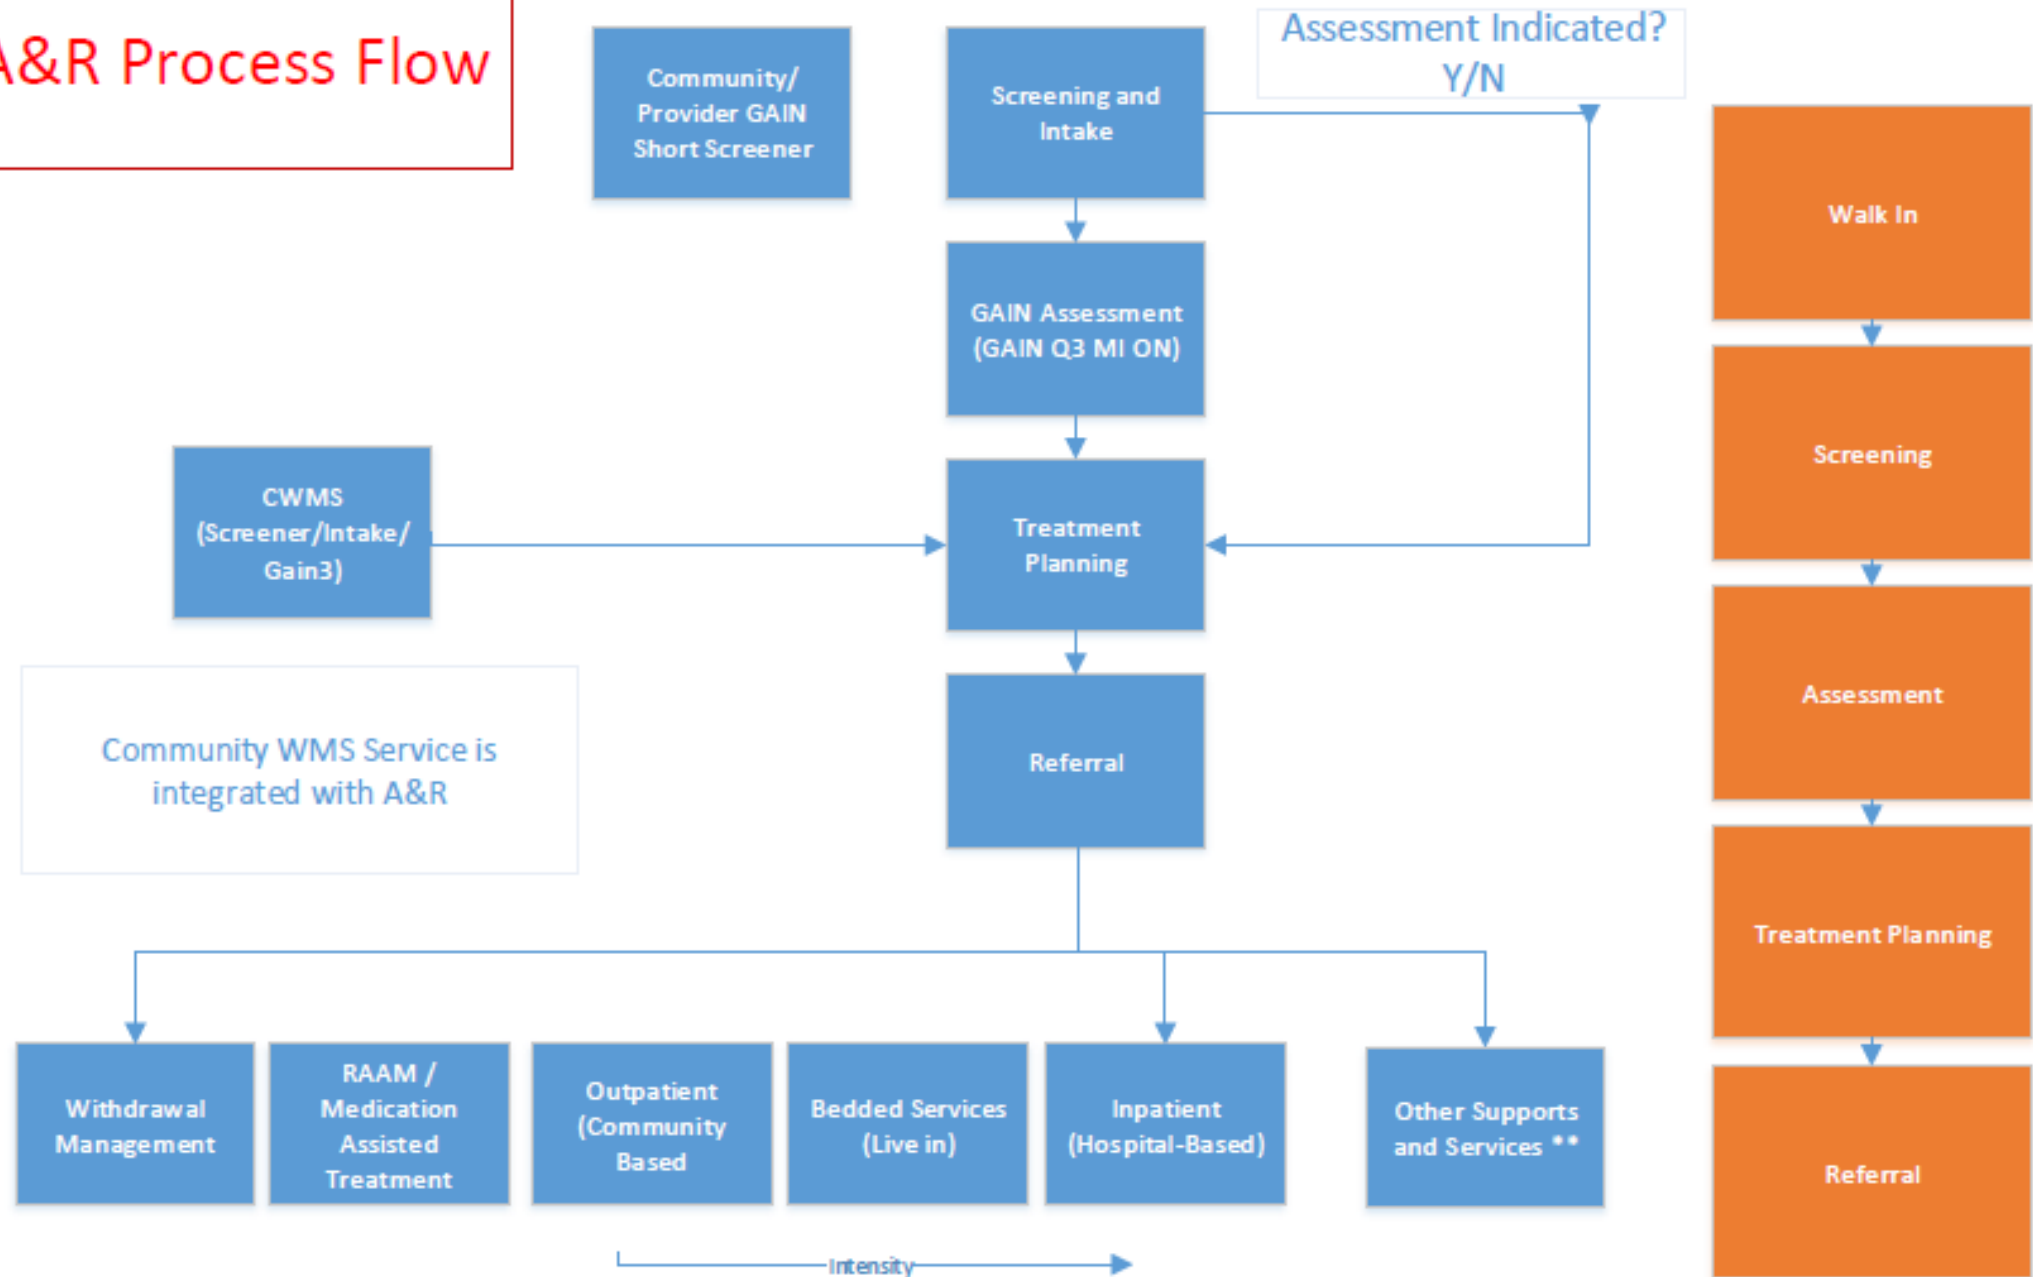 A&R Process Flow
Community/
Provider GAIN
Short Screener
Screening and
Intake
Assessment Indicated?
Y/N
Walk In
GAIN Assessment
(GAIN Q3 MI ON)
Screening
CWMS
(Screener/Intake/
Gain3)
Treatment
Planning
Assessment
Community WMS Service is
integrated with A&R
Referral
Treatment Planning
Withdrawal
Management
RAAM /
Medication
Assisted
Treatment
Outpatient
(Community
Based
Bedded Services
(Live in)
Inpatient
(Hospital-Based)
Other Supports
and Services **
Referral
Intensity